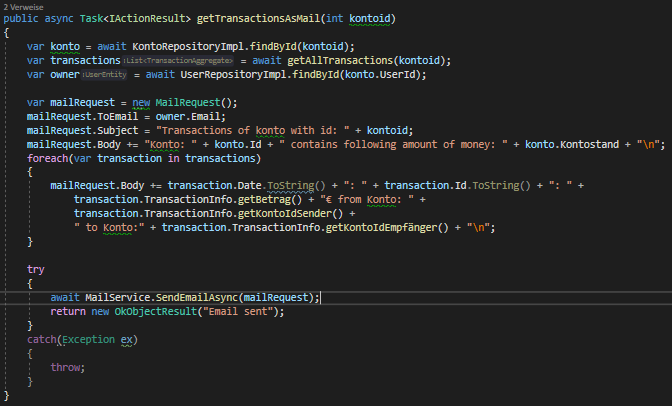 2 Verweise
public async Task<IActionResult> getTransactionsAsMail(int kontoid)
{
var konto = await KontoRepositoryImpl.findById(kontoid);
var transactions :List<TransactionAggregate> = await getAllTransactions(kontoid);
var owner :UserEntity = await UserRepositoryImpl.findById(konto.UserId);
var mailRequest = new MailRequest();
mailRequest.ToEmail = owner.Email;
mailRequest.Subject = "Transactions of konto with id: " + kontoid;
mailRequest.Body += "Konto: " + konto.Id + " contains following amount of money: " + konto.Kontostand + "\n";
foreach(var transaction in transactions)
{
mailRequest.Body += transaction.Date.ToString() + ": " + transaction.Id.ToString() + ": " +
transaction.TransactionInfo.getBetrag() + "€ from Konto: " +
transaction.TransactionInfo.getKontoIdSender() +
" to Konto:" + transaction.TransactionInfo.getKontoIdEmpfänger() + "\n";
}
try
{
await MailService.SendEmailAsync(mailRequest);
return new OkObjectResult("Email sent");
}
catch(Exception ex)
{
throw;
}
}